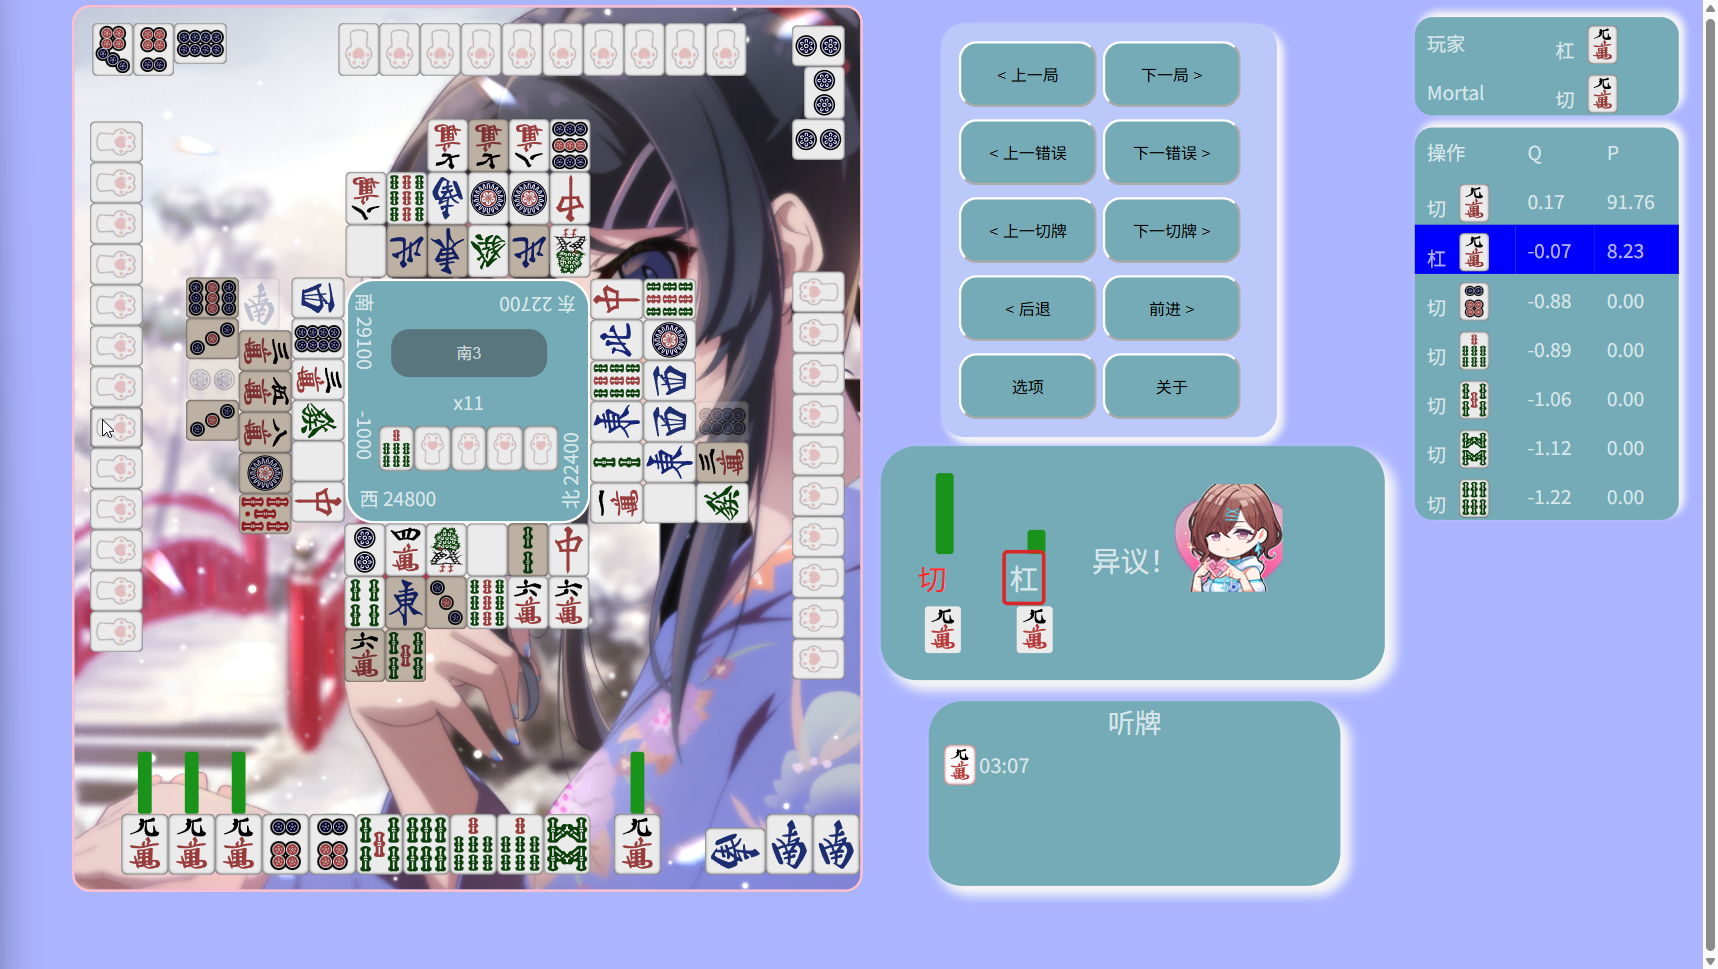 南 29100
东 22700
南3
x11
-1000
西 24800
北 22400
< 上一局
下一局 >
< 上一错误
下一错误 >
< 上一切牌
下一切牌 >
< 后退
前进 >
选项
关于
切
杠
异议！
听牌
03:07
玩家 杠
Mortal 切
操作 Q P
切 0.17 91.76
杠 -0.07 8.23
切 -0.88 0.00
切 -0.89 0.00
切 -1.06 0.00
切 -1.12 0.00
切 -1.22 0.00